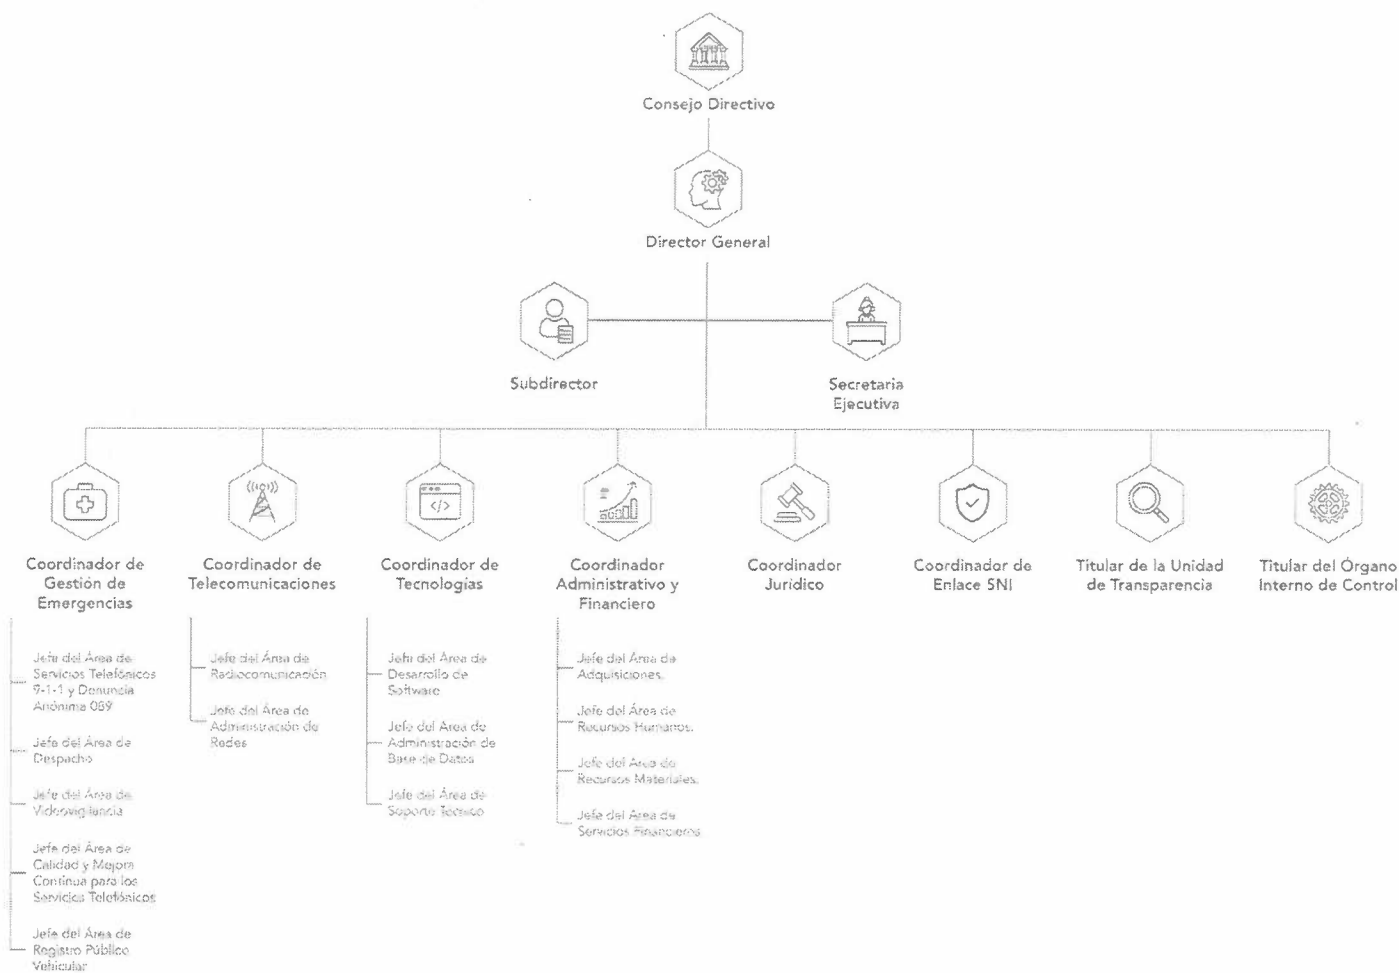 Consejo Directivo
Director General
Subdirector
Secretaria
Ejecutiva
Coordinador de
Gestión de
Emergencias
Jefe del Área de
Servicios Telefónicos
9-1-1 y Denuncia
Anónima 089
Jefe del Área de
Despacho
Jefe del Área de
Videovigilancia
Jefe del Área de
Calidad y Mejora
Continua para los
Servicios Telefónicos
Jefe del Área de
Registro Público
Vehicular
Coordinador de
Telecomunicaciones
Jefe del Área de
Radiocomunicación
Jefe del Área de
Administración de
Redes
Coordinador de
Tecnologías
Jefe del Área de
Desarrollo de
Software
Jefe del Área de
Administración de
Base de Datos
Jefe del Área de
Soporte Técnico
Coordinador
Administrativo y
Financiero
Jefe del Área de
Adquisiciones.
Jefe del Área de
Recursos Humanos.
Jefe del Área de
Recursos Materiales.
Jefe del Área de
Servicios Financieros
Coordinador
Jurídico
Coordinador de
Enlace SNI
Titular de la Unidad
de Transparencia
Titular del Órgano
Interno de Control